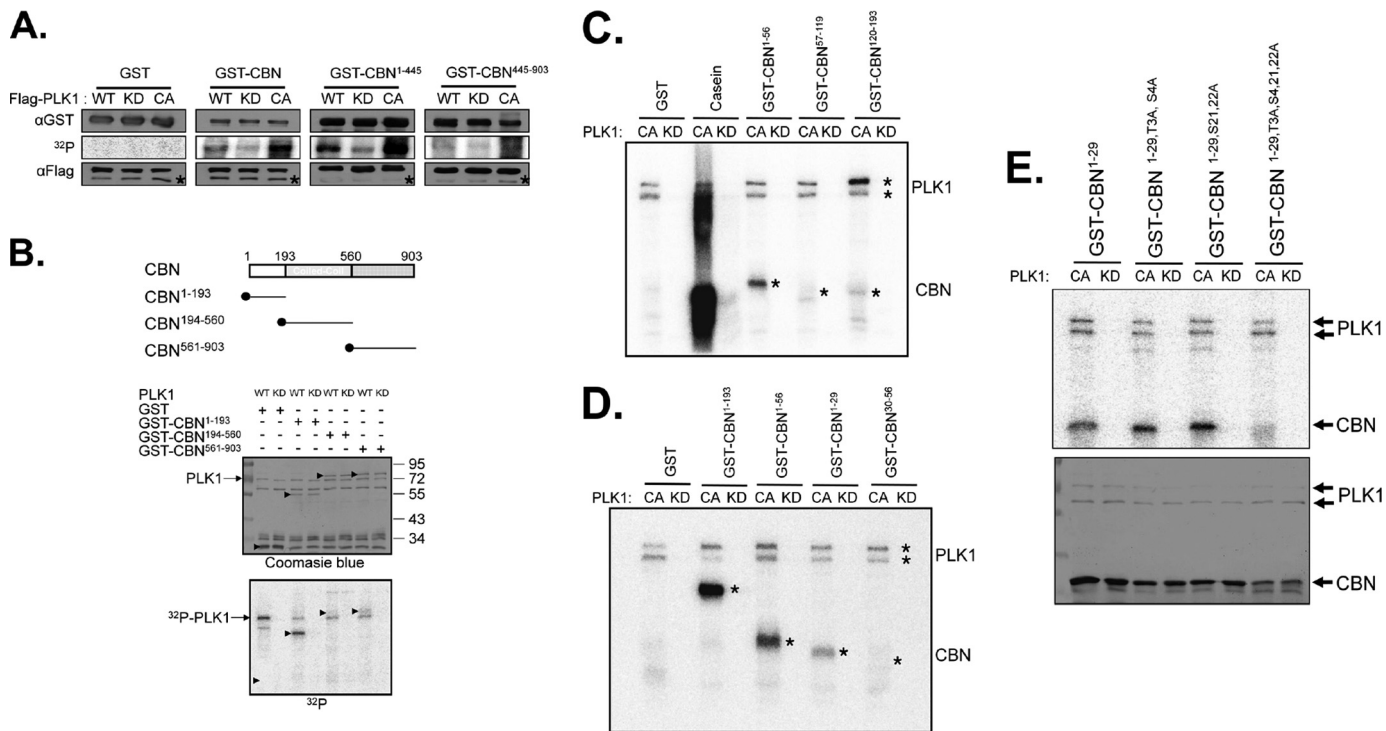 A.
GST GST-CBN GST-CBN1-445 GST-CBN445-903
Flag-PLK1 : WT KD CA WT KD CA WT KD CA WT KD CA
αGST
32P
αFlag
* * * *
B.
1 193 560 903
CBN Coiled-Coil
CBN1-193
CBN194-560
CBN561-903
PLK1 WT KD WT KD WT KD WT KD
GST + + - - - - - -
GST-CBN1-193 - - + + - - - -
GST-CBN194-560 - - - - + + - -
GST-CBN561-903 - - - - - - + +
PLK1
95
72
55
43
34
Coomasie blue
32P-PLK1
32P
C.
GST Casein GST-CBN1-56 GST-CBN57-119 GST-CBN120-193
PLK1: CA KD CA KD CA KD CA KD CA KD
* PLK1
*
* * * CBN
D.
GST GST-CBN1-193 GST-CBN1-56 GST-CBN1-29 GST-CBN30-56
PLK1: CA KD CA KD CA KD CA KD CA KD
* PLK1
*
* * * * CBN
E.
GST-CBN1-29 GST-CBN 1-29,T3A, S4A GST-CBN 1-29,S21,22A GST-CBN 1-29,T3A,S4,21,22A
PLK1: CA KD CA KD CA KD CA KD
PLK1
CBN
PLK1
CBN